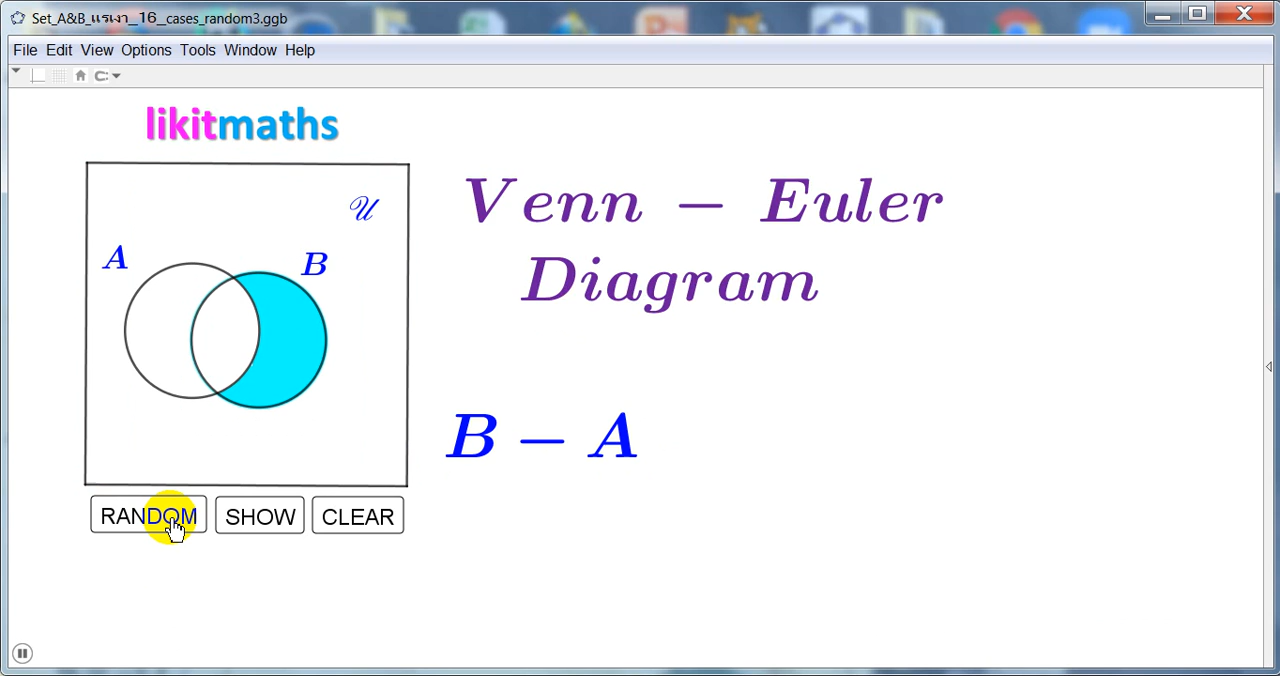 Set_A&B_แรเงา_16_cases_random3.ggb
File Edit View Options Tools Window Help
likitmaths
𝒰
A
B
Venn - Euler
Diagram
B - A
RANDOM SHOW CLEAR